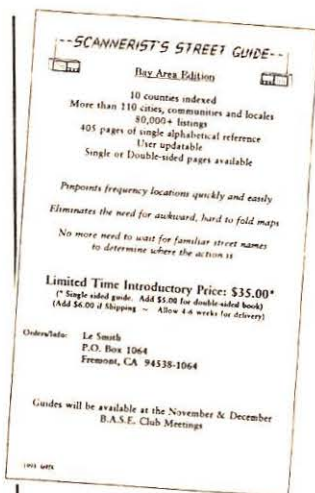 --SCANNERIST'S STREET GUIDE--
Bay Area Edition
10 counties indexed
More than 110 cities, communities and locales
80,000+ listings
405 pages of single alphabetical reference
User updatable
Single or Double-sided pages available
Pinpoints frequency locations quickly and easily
Eliminates the need for awkward, hard to fold maps
No more need to wait for familiar street names
to determine where the action is
Limited Time Introductory Price: $35.00*
(* Single sided guide. Add $5.00 for double-sided book)
(Add $6.00 if Shipping ~ Allow 4-6 weeks for delivery)
Orders/Info: Le Smith
P.O. Box 1064
Fremont, CA 94538-1064
Guides will be available at the November & December
B.A.S.E. Club Meetings